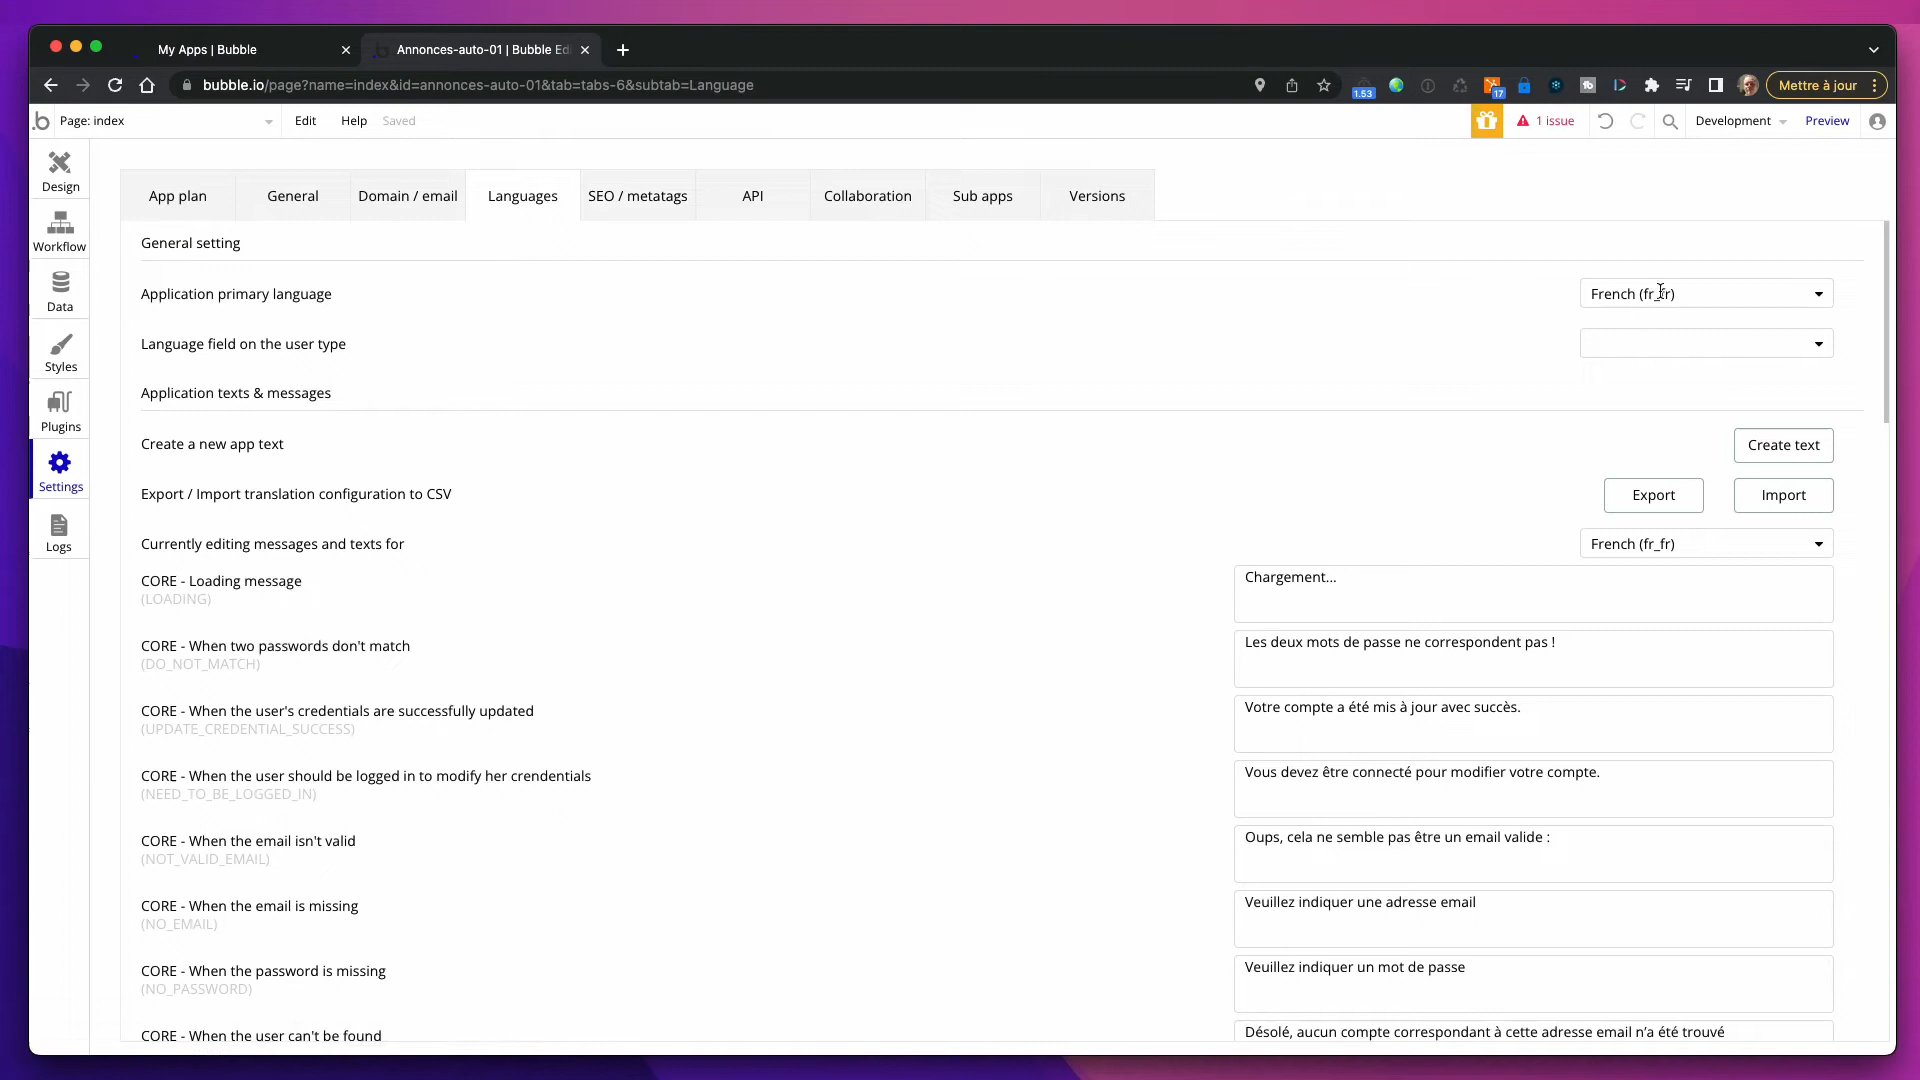 My Apps | Bubble
Annonces-auto-01 | Bubble Edi
bubble.io/page?name=index&id=annonces-auto-01&tab=tabs-6&subtab=Language
1.53
17
Mettre à jour
.b
Page: index
Edit
Help
Saved
1 issue
Development
Preview
Design
Workflow
Data
Styles
Plugins
Settings
Logs
App plan
General
Domain / email
Languages
SEO / metatags
API
Collaboration
Sub apps
Versions
General setting
Application primary language
French (fr_fr)
Language field on the user type
Application texts & messages
Create a new app text
Create text
Export / Import translation configuration to CSV
Export
Import
Currently editing messages and texts for
French (fr_fr)
CORE - Loading message
(LOADING)
Chargement...
CORE - When two passwords don't match
(DO_NOT_MATCH)
Les deux mots de passe ne correspondent pas !
CORE - When the user's credentials are successfully updated
(UPDATE_CREDENTIAL_SUCCESS)
Votre compte a été mis à jour avec succès.
CORE - When the user should be logged in to modify her crendentials
(NEED_TO_BE_LOGGED_IN)
Vous devez être connecté pour modifier votre compte.
CORE - When the email isn't valid
(NOT_VALID_EMAIL)
Oups, cela ne semble pas être un email valide :
CORE - When the email is missing
(NO_EMAIL)
Veuillez indiquer une adresse email
CORE - When the password is missing
(NO_PASSWORD)
Veuillez indiquer un mot de passe
CORE - When the user can't be found
Désolé, aucun compte correspondant à cette adresse email n’a été trouvé